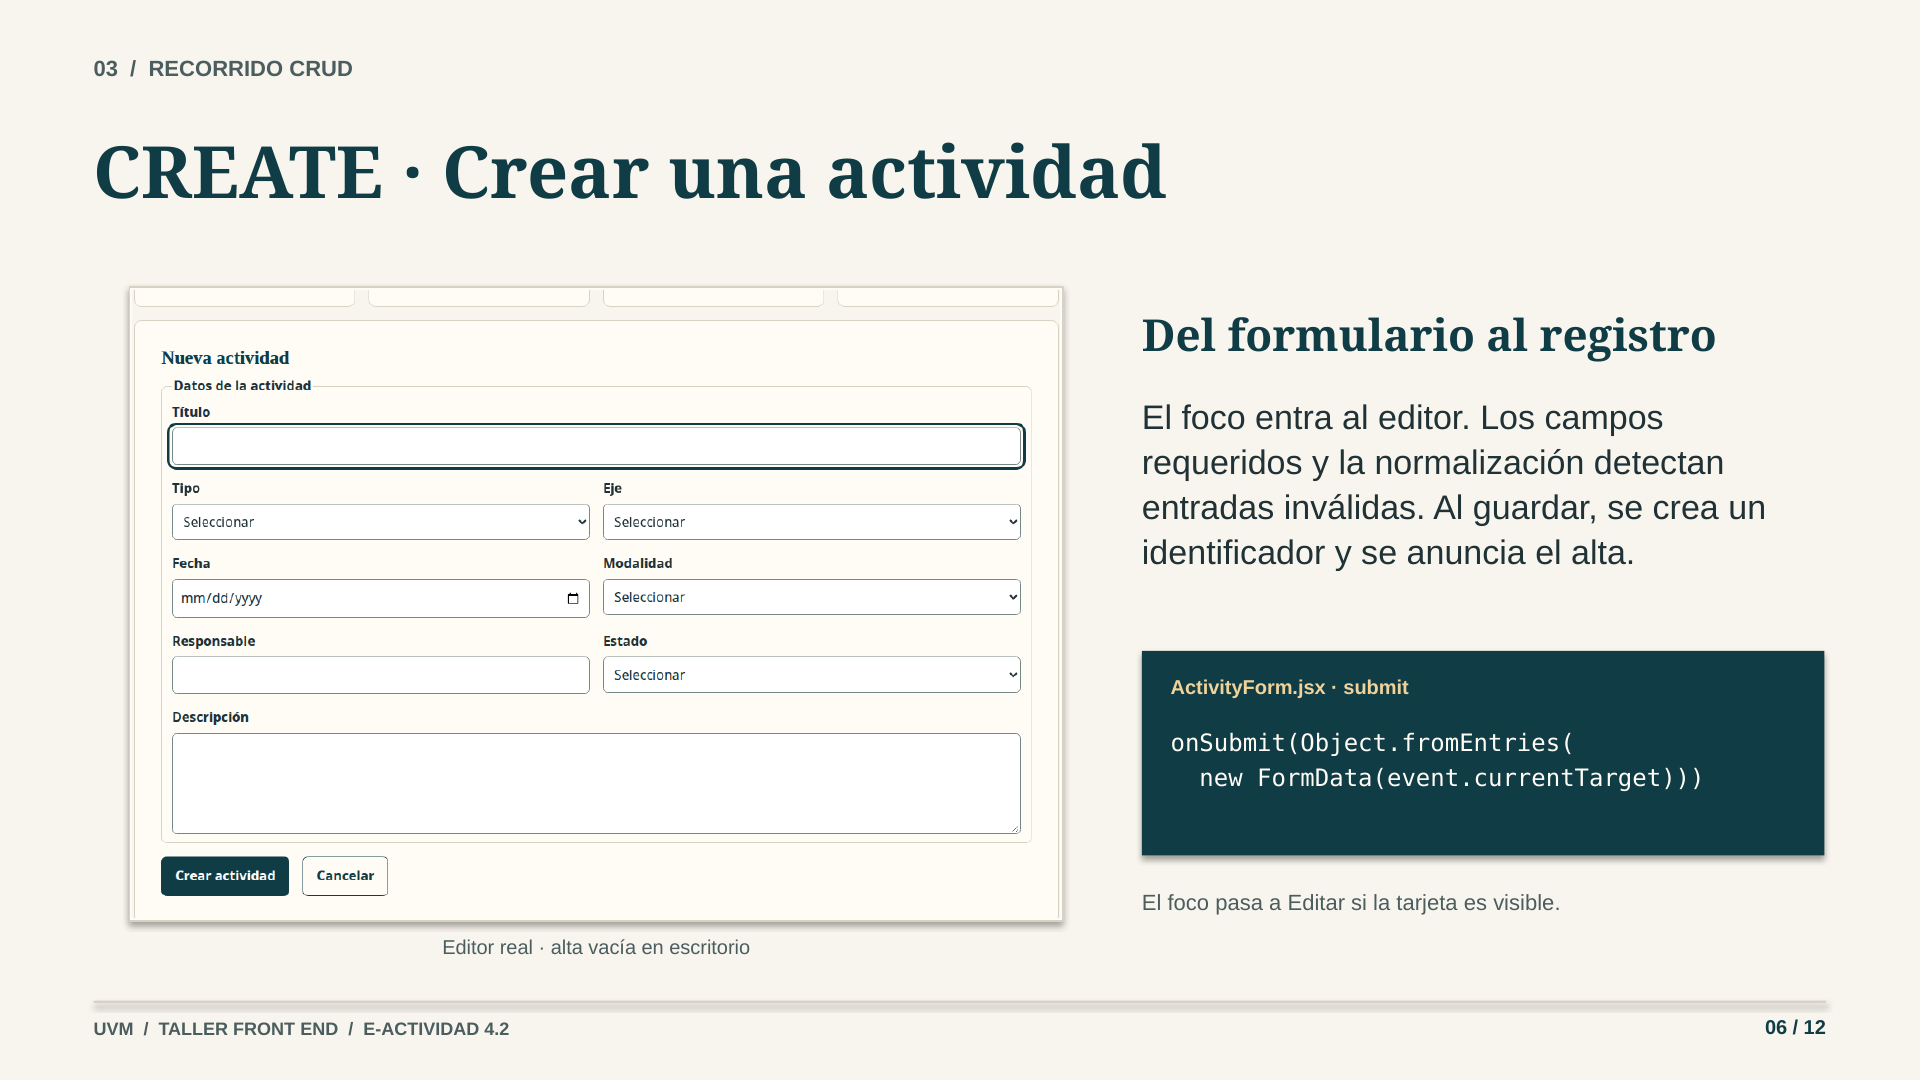 03 / RECORRIDO CRUD
CREATE · Crear una actividad
Nueva actividad
Datos de la actividad
Título
Tipo
Eje
Seleccionar
Seleccionar
Fecha
Modalidad
mm/dd/yyyy
Seleccionar
Responsable
Estado
Seleccionar
Descripción
Crear actividad
Cancelar
Editor real · alta vacía en escritorio
Del formulario al registro
El foco entra al editor. Los campos
requeridos y la normalización detectan
entradas inválidas. Al guardar, se crea un
identificador y se anuncia el alta.
ActivityForm.jsx · submit
onSubmit(Object.fromEntries(
  new FormData(event.currentTarget)))
El foco pasa a Editar si la tarjeta es visible.
UVM / TALLER FRONT END / E-ACTIVIDAD 4.2
06 / 12